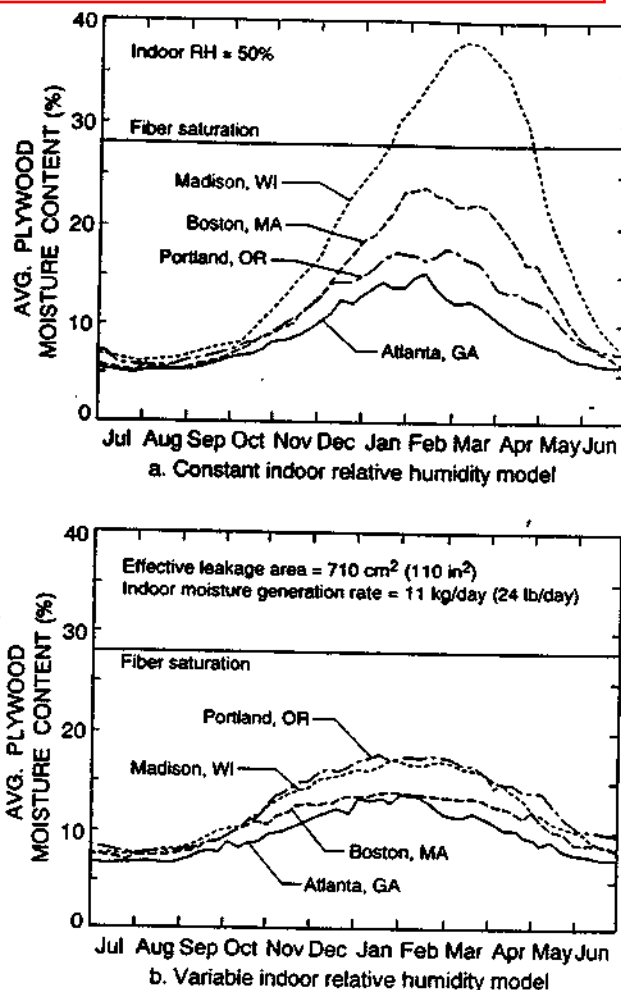 40
Indoor RH = 50%
30
Fiber saturation
Madison, WI
20
Boston, MA
Portland, OR
10
Atlanta, GA
0
AVG. PLYWOOD
MOISTURE CONTENT (%)
Jul Aug Sep Oct Nov Dec Jan Feb Mar Apr May Jun
a. Constant indoor relative humidity model
40
Effective leakage area = 710 cm² (110 in²)
Indoor moisture generation rate = 11 kg/day (24 lb/day)
30
Fiber saturation
Portland, OR
20
Madison, WI
10
Boston, MA
Atlanta, GA
0
AVG. PLYWOOD
MOISTURE CONTENT (%)
Jul Aug Sep Oct Nov Dec Jan Feb Mar Apr May Jun
b. Variable indoor relative humidity model